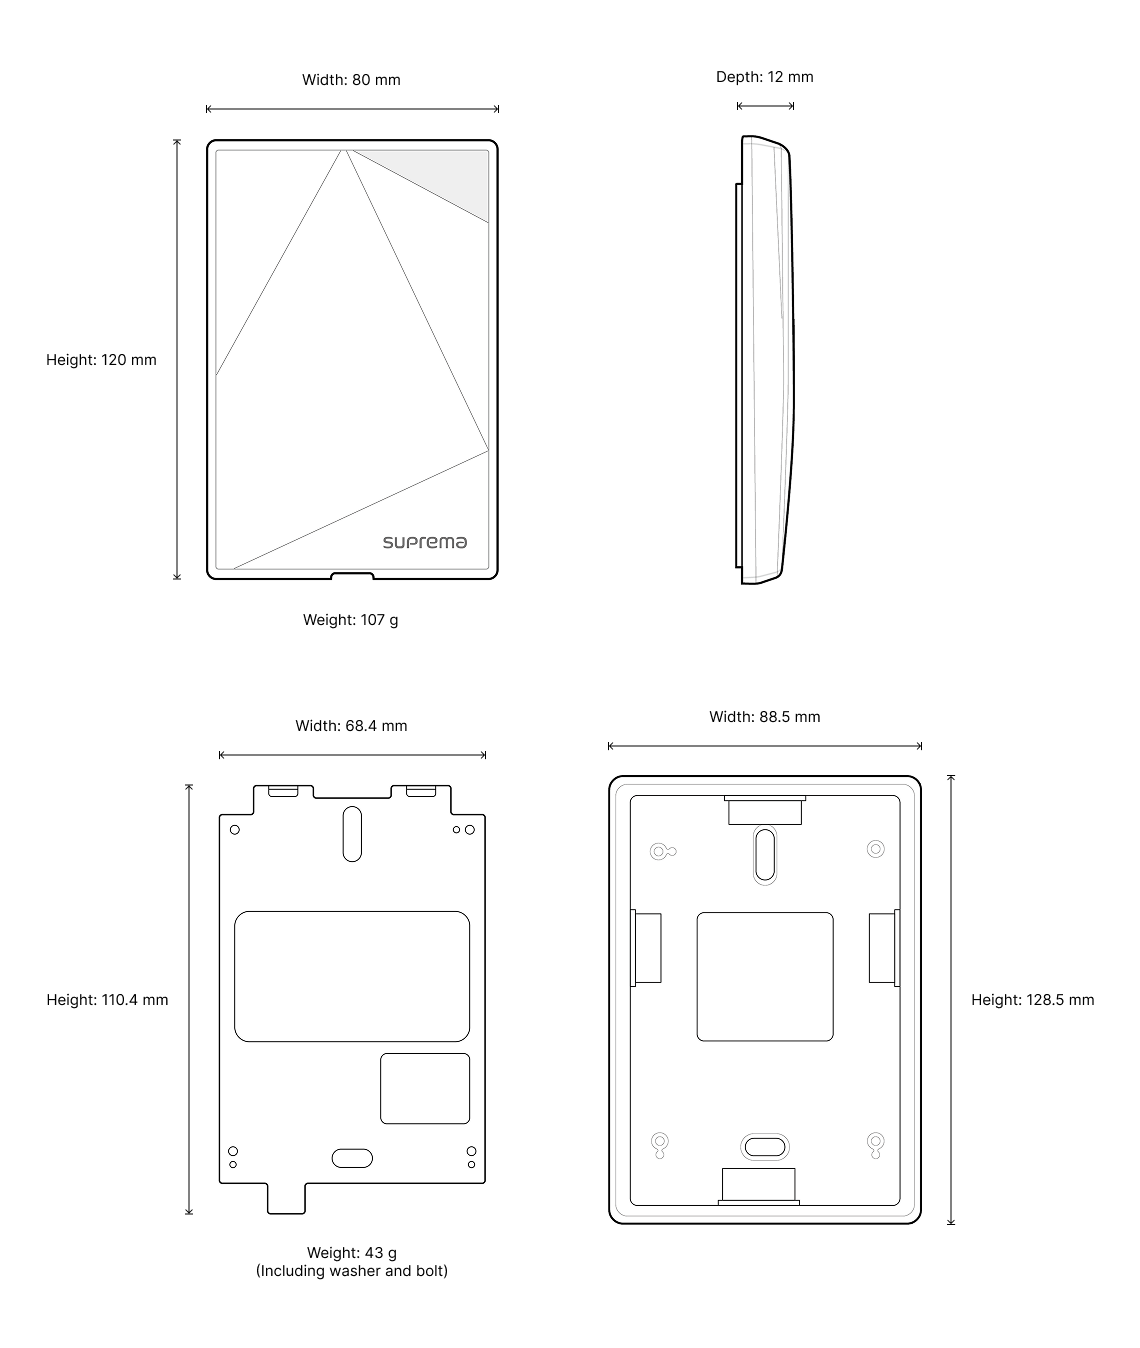 Width: 80 mm
Depth: 12 mm
Height: 120 mm
suprema
Weight: 107 g
Width: 68.4 mm
Width: 88.5 mm
Height: 110.4 mm
Height: 128.5 mm
Weight: 43 g
(Including washer and bolt)